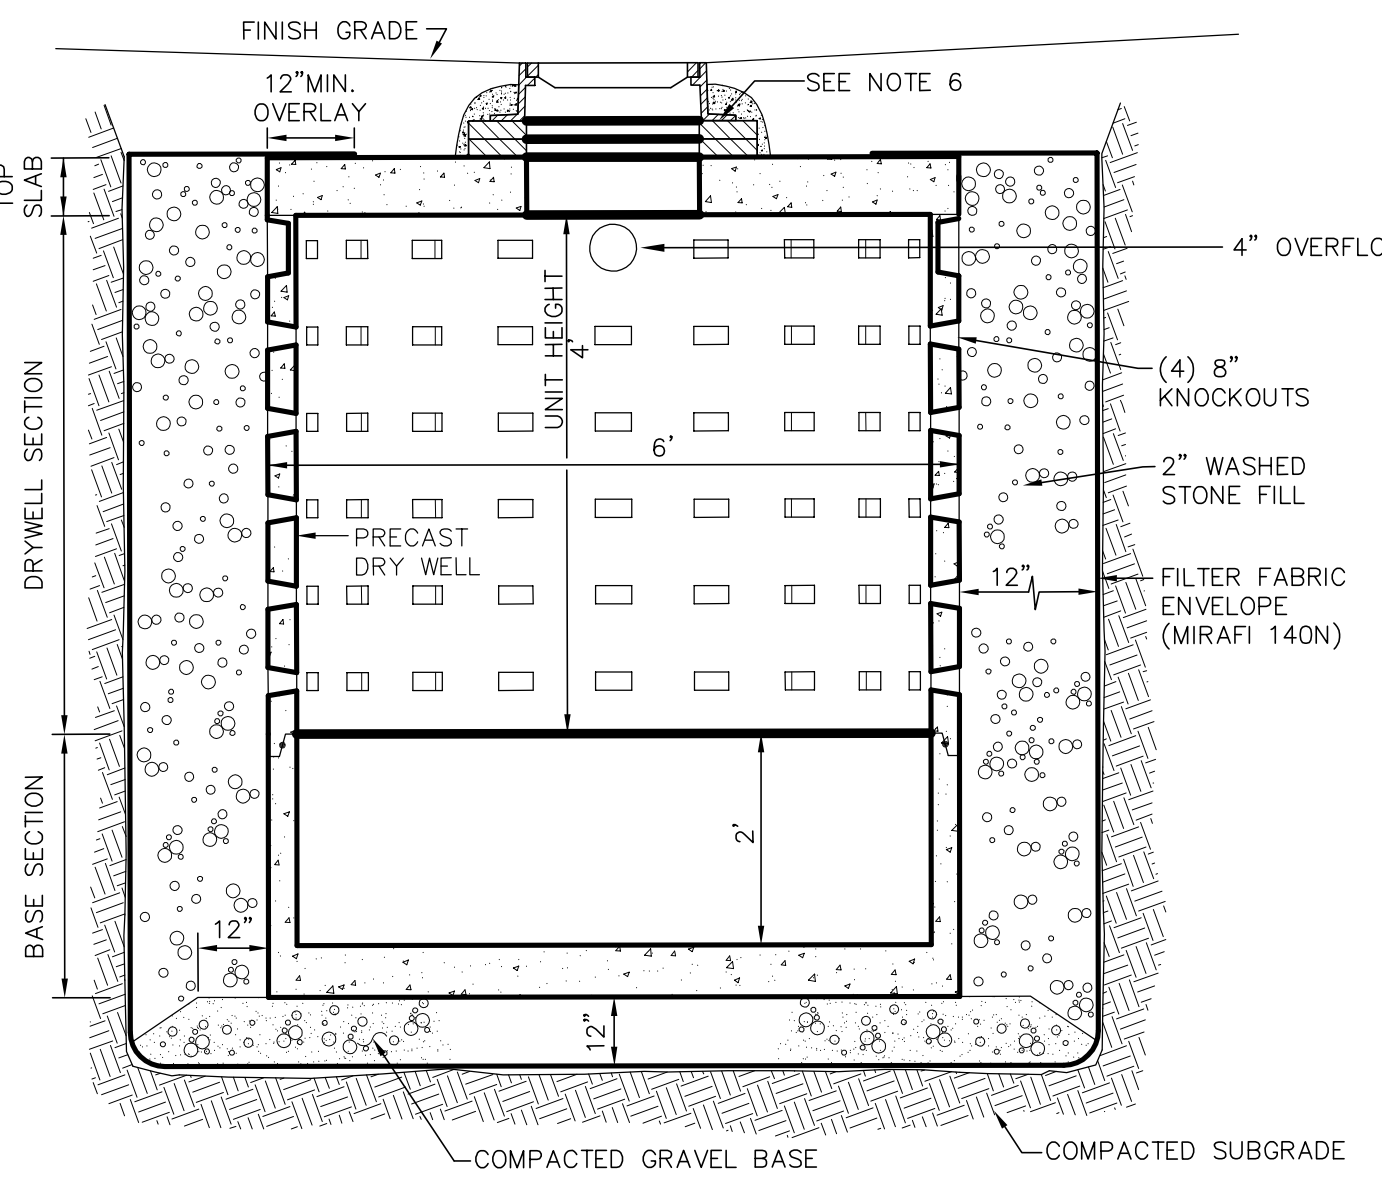 FINISH GRADE
12"MIN.
OVERLAY
SEE NOTE 6
TOP
SLAB
4" OVERFLO
UNIT HEIGHT
4'
(4) 8"
KNOCKOUTS
DRYWELL SECTION
6'
2" WASHED
STONE FILL
PRECAST
DRY WELL
12"
FILTER FABRIC
ENVELOPE
(MIRAFI 140N)
BASE SECTION
2'
12"
12"
COMPACTED GRAVEL BASE
COMPACTED SUBGRADE